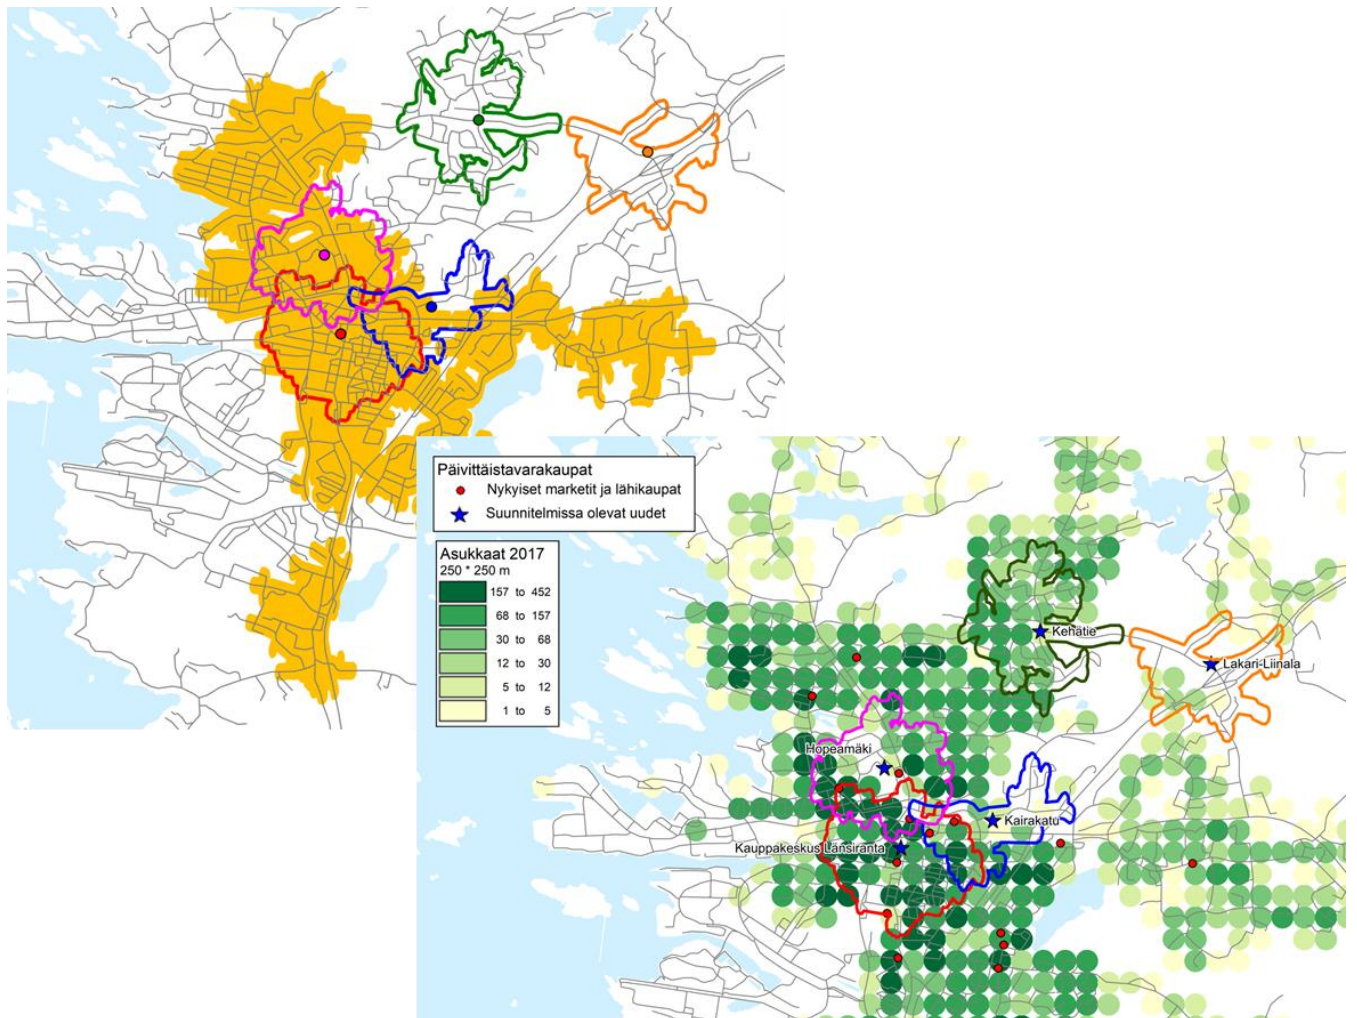 Päivittäistavarakaupat
Nykyiset marketit ja lähikaupat
Suunnitelmissa olevat uudet
Asukkaat 2017
250 * 250 m
157 to 452
68 to 157
30 to 68
12 to 30
5 to 12
1 to 5
Kehätie
Lakari-Liinala
Hopeamäki
Kairakatu
Kauppakeskus Länsiranta